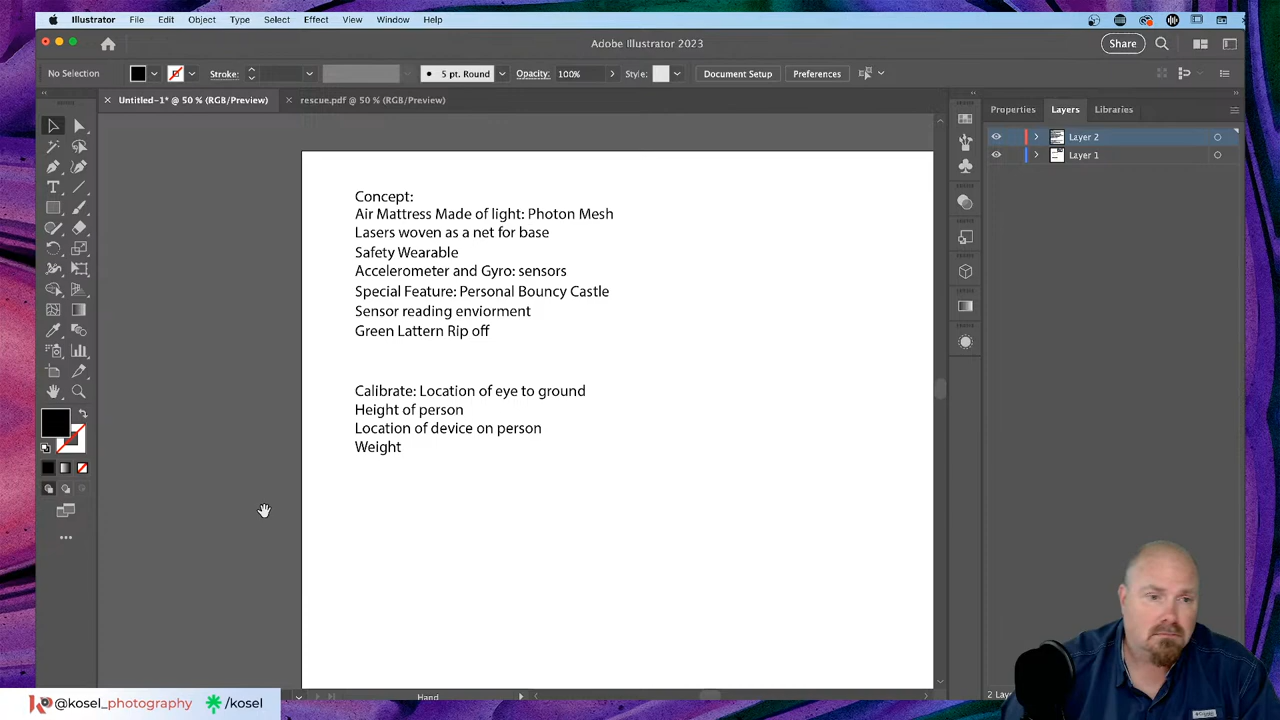 Illustrator File Edit Object Type Select Effect View Window Help
Adobe Illustrator 2023
Share
No Selection Stroke: 5 pt. Round Opacity: 100% Style: Document Setup Preferences
Untitled-1* @ 50 % (RGB/Preview) rescue.pdf @ 50 % (RGB/Preview)
Properties Layers Libraries
Layer 2
Layer 1
Concept:
Air Mattress Made of light: Photon Mesh
Lasers woven as a net for base
Safety Wearable
Accelerometer and Gyro: sensors
Special Feature: Personal Bouncy Castle
Sensor reading enviorment
Green Lattern Rip off
Calibrate: Location of eye to ground
Height of person
Location of device on person
Weight
Hand
2 Lay
@kosel_photography /kosel